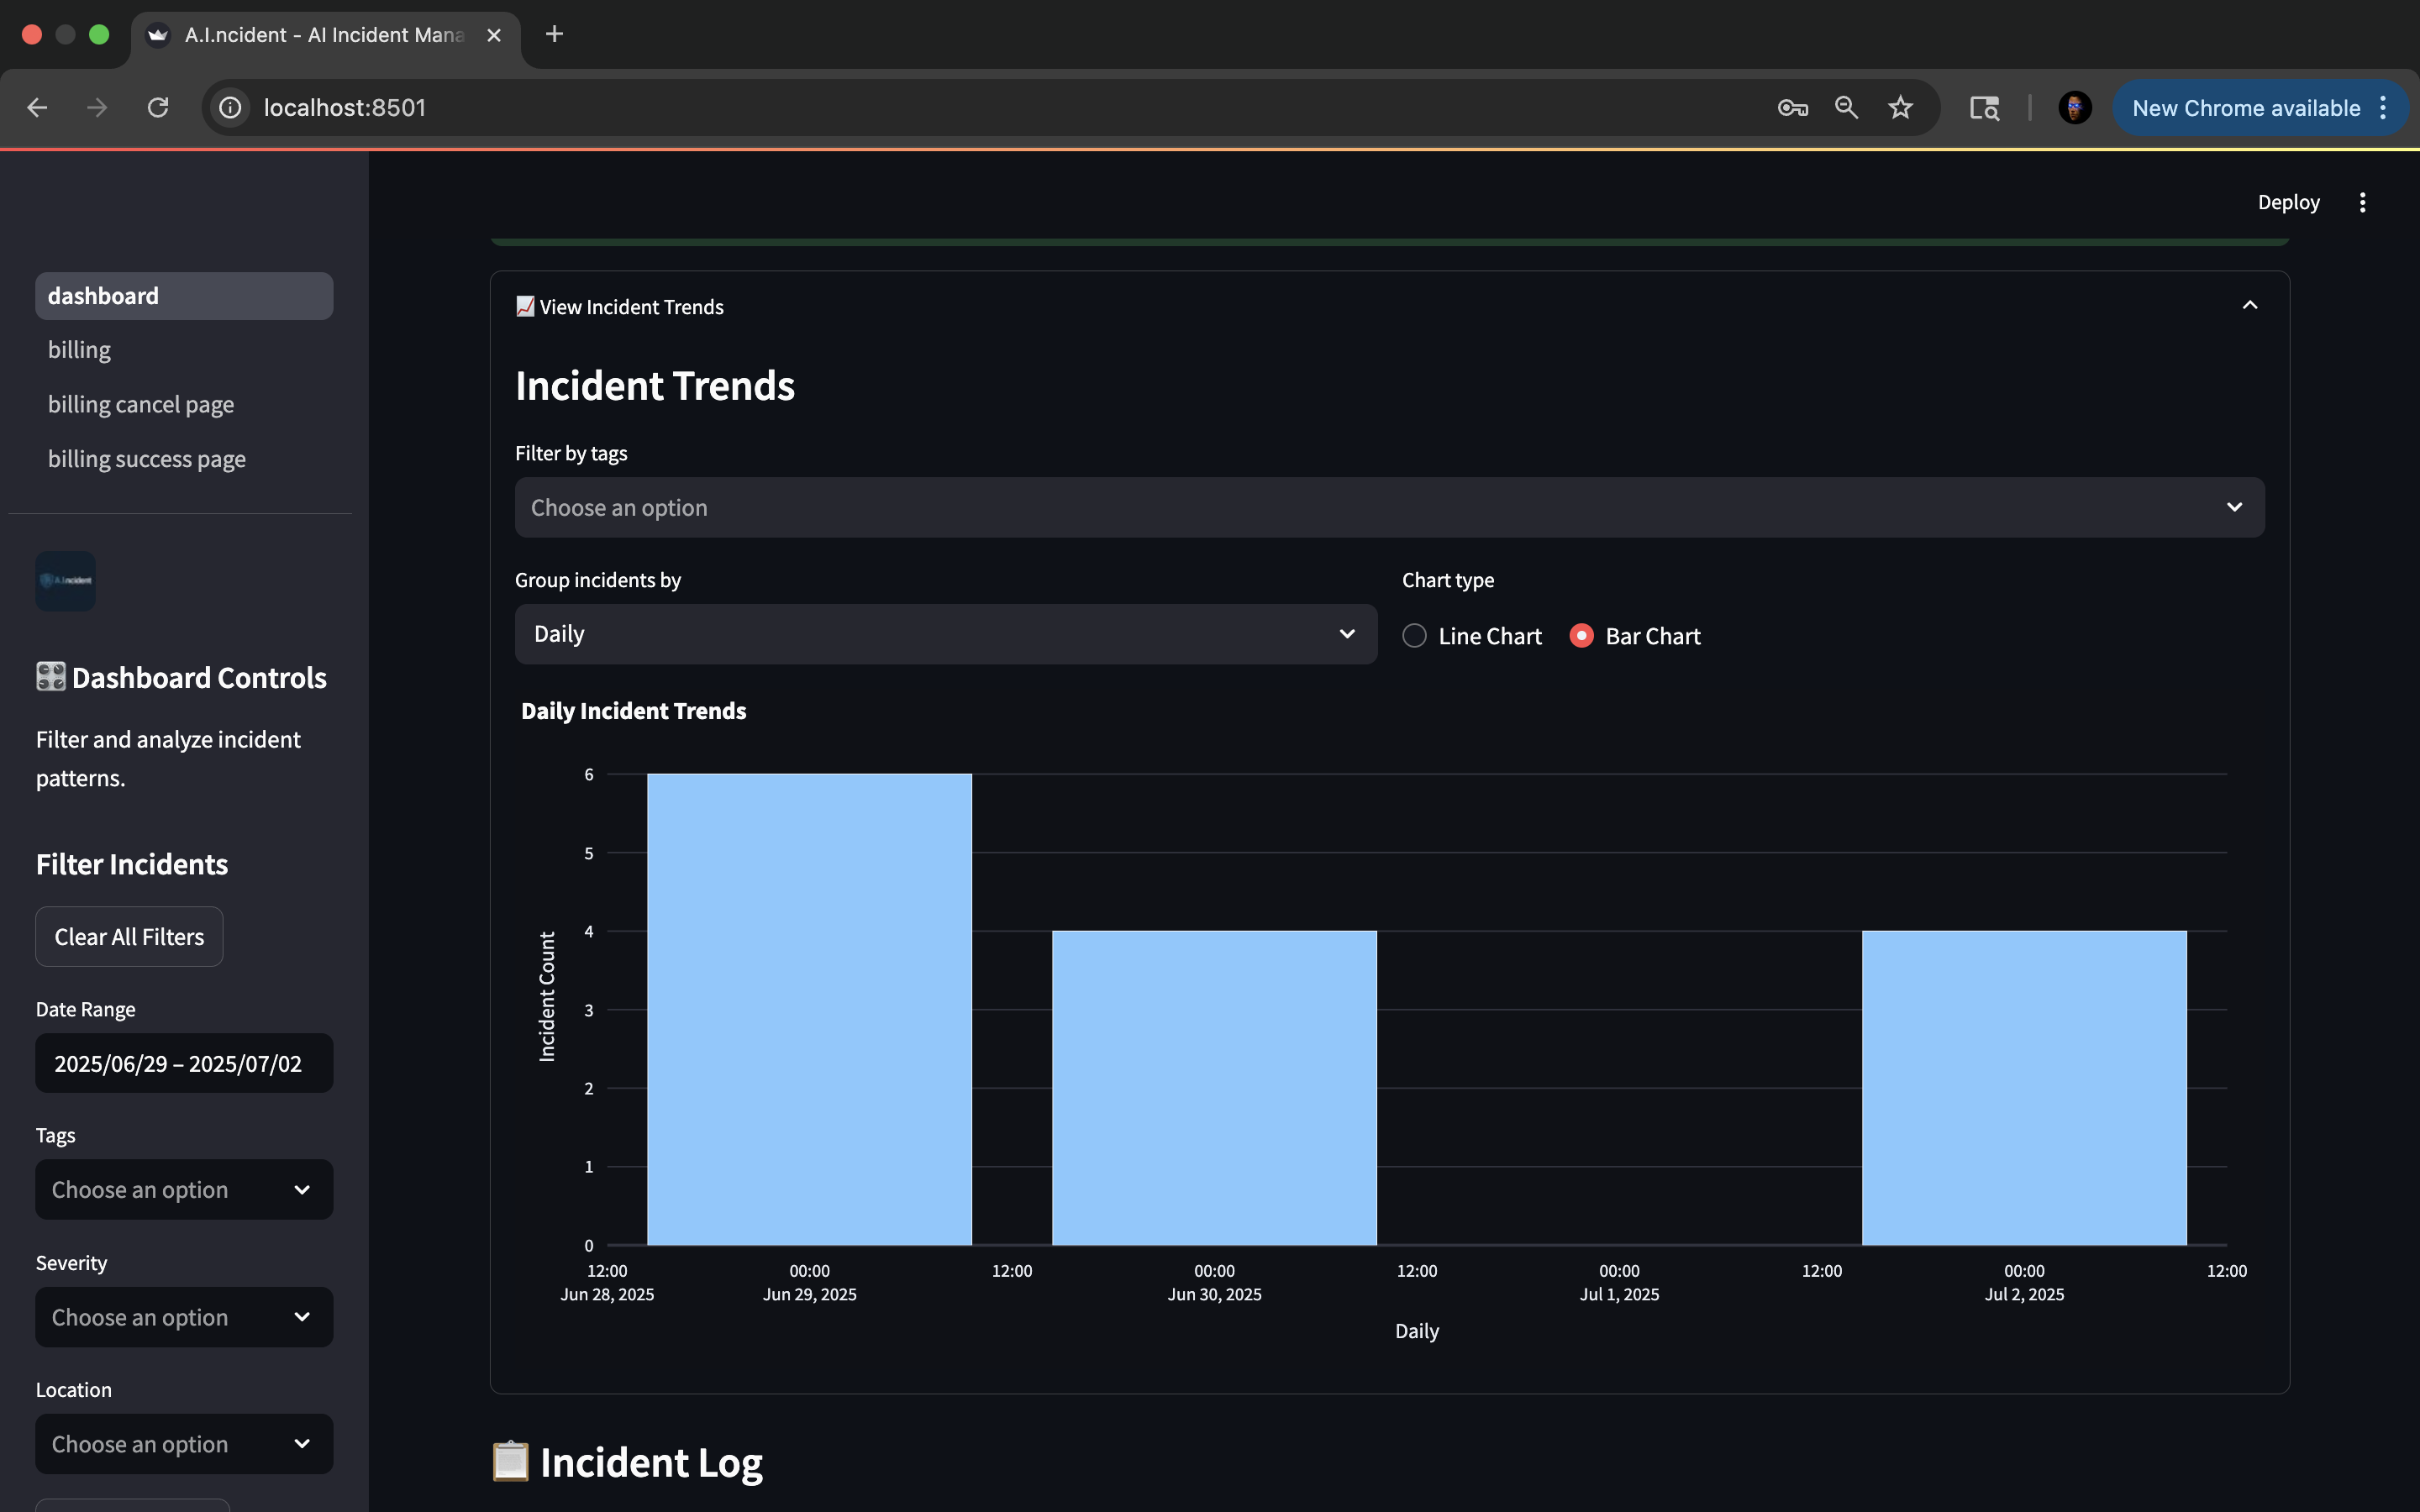 A.I.ncident - AI Incident Mana
localhost:8501
New Chrome available
Deploy
dashboard
billing
billing cancel page
billing success page
A.I.ncident
Dashboard Controls
Filter and analyze incident
patterns.
Filter Incidents
Clear All Filters
Date Range
2025/06/29 – 2025/07/02
Tags
Choose an option
Severity
Choose an option
Location
Choose an option
View Incident Trends
Incident Trends
Filter by tags
Choose an option
Group incidents by
Chart type
Daily
Line Chart
Bar Chart
Daily Incident Trends
6
5
4
3
2
1
0
Incident Count
12:00
Jun 28, 2025
00:00
Jun 29, 2025
12:00
00:00
Jun 30, 2025
12:00
00:00
Jul 1, 2025
12:00
00:00
Jul 2, 2025
12:00
Daily
Incident Log